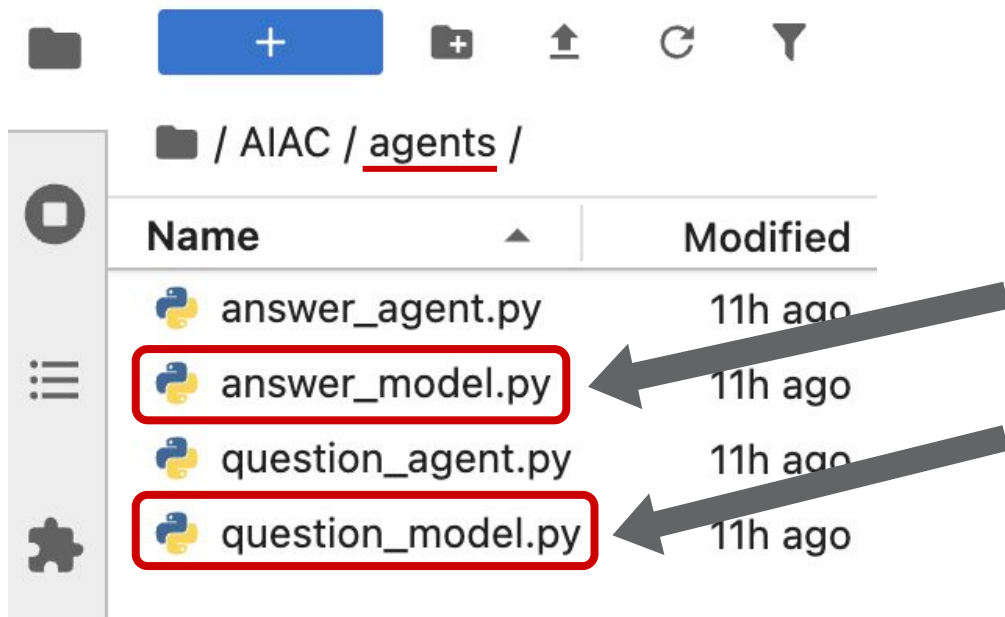 / AIAC / agents /
Name Modified
answer_agent.py 11h ago
answer_model.py 11h ago
question_agent.py 11h ago
question_model.py 11h ago